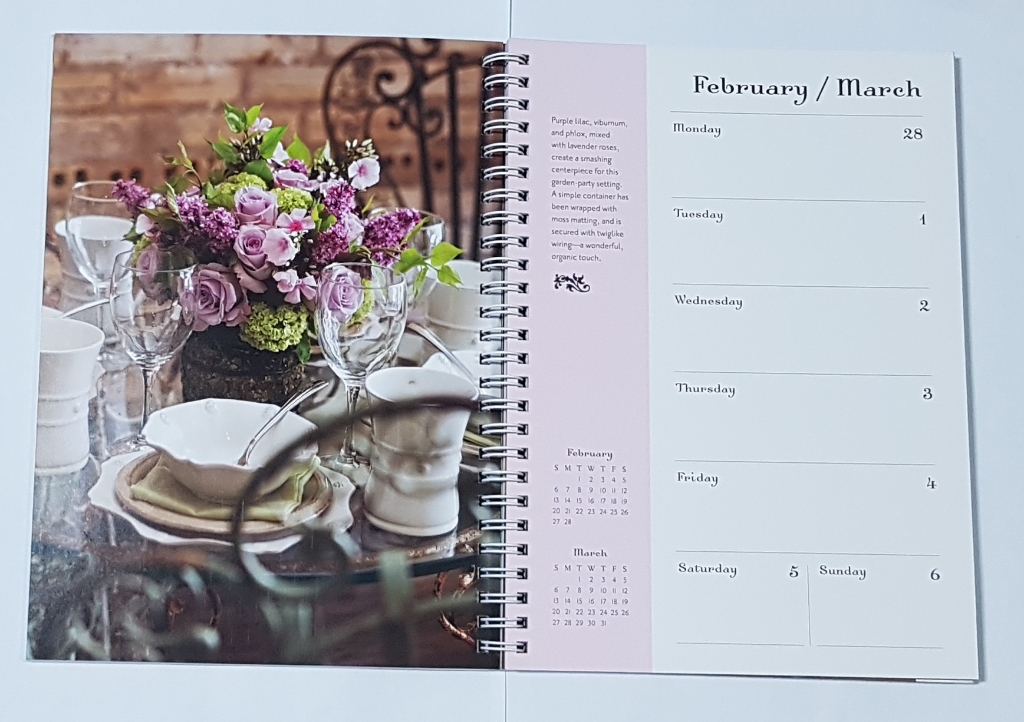 Purple lilac, viburnum,
and phlox, mixed
with lavender roses,
create a smashing
centerpiece for this
garden-party setting.
A simple container has
been wrapped with
moss matting, and is
secured with twiglike
wiring—a wonderful,
organic touch.
February
S M T W T F S
1 2 3 4 5
6 7 8 9 10 11 12
13 14 15 16 17 18 19
20 21 22 23 24 25 26
27 28
March
S M T W T F S
1 2 3 4 5
6 7 8 9 10 11 12
13 14 15 16 17 18 19
20 21 22 23 24 25 26
27 28 29 30 31
February / March
Monday 28
Tuesday 1
Wednesday 2
Thursday 3
Friday 4
Saturday 5 Sunday 6